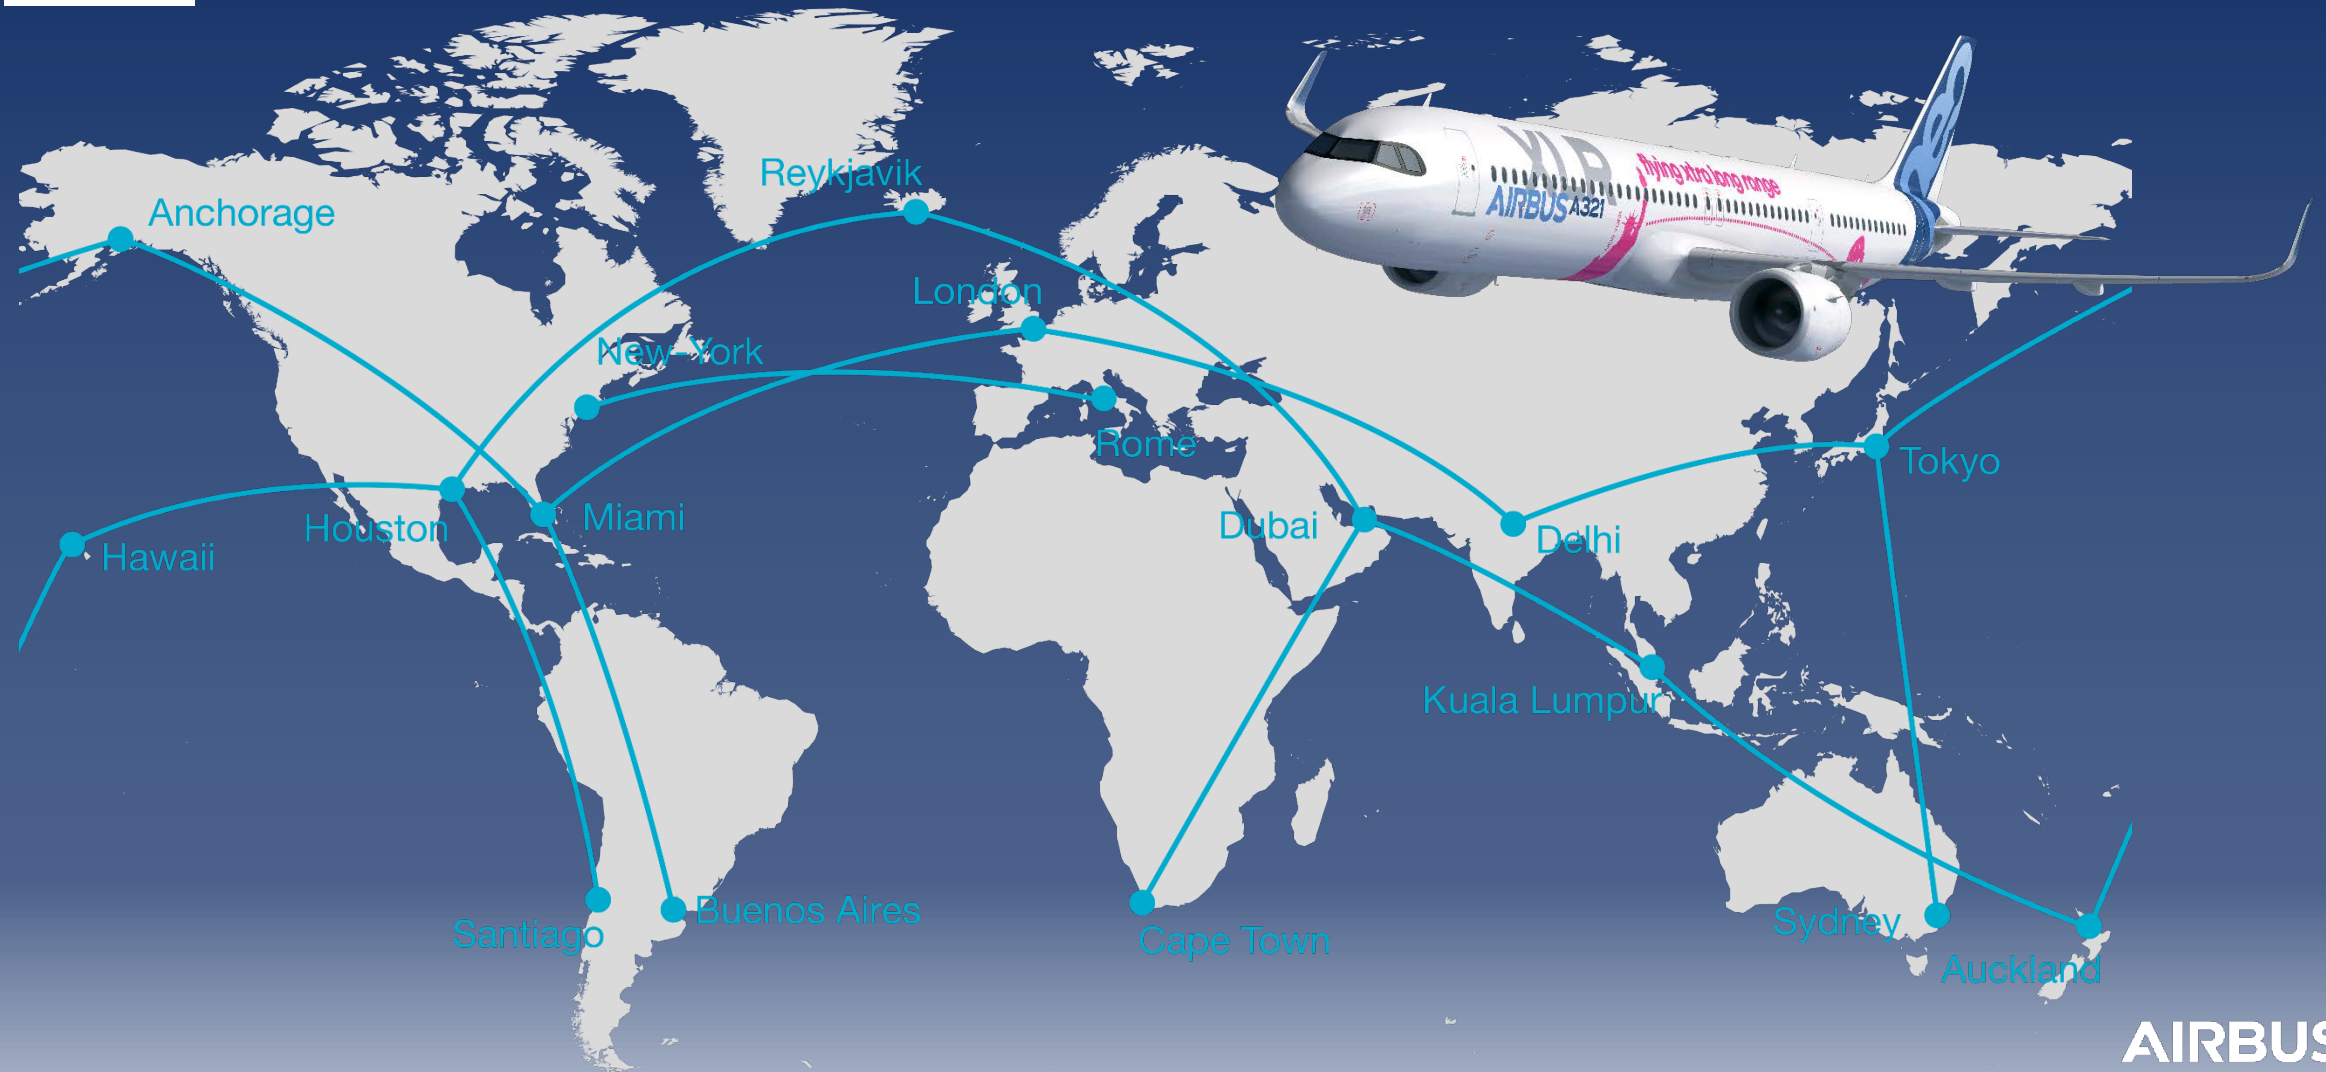 Reykjavik
Anchorage
XLR
flying xtra long range
AIRBUS A321
London
New-York
Rome
Tokyo
Miami
Houston
Dubai
Delhi
Hawaii
Kuala Lumpur
Buenos Aires
Santiago
Cape Town
Sydney
Auckland
AIRBUS